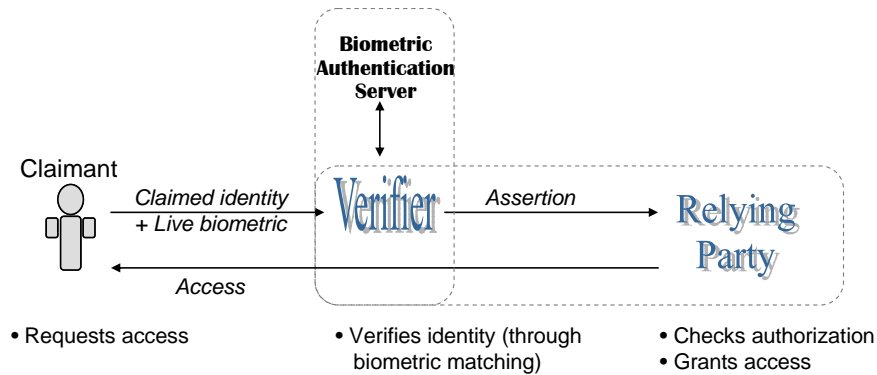 Biometric
Authentication
Server
Claimant
Claimed identity
+ Live biometric
Verifier
Assertion
Relying
Party
Access
• Requests access
• Verifies identity (through
biometric matching)
• Checks authorization
• Grants access